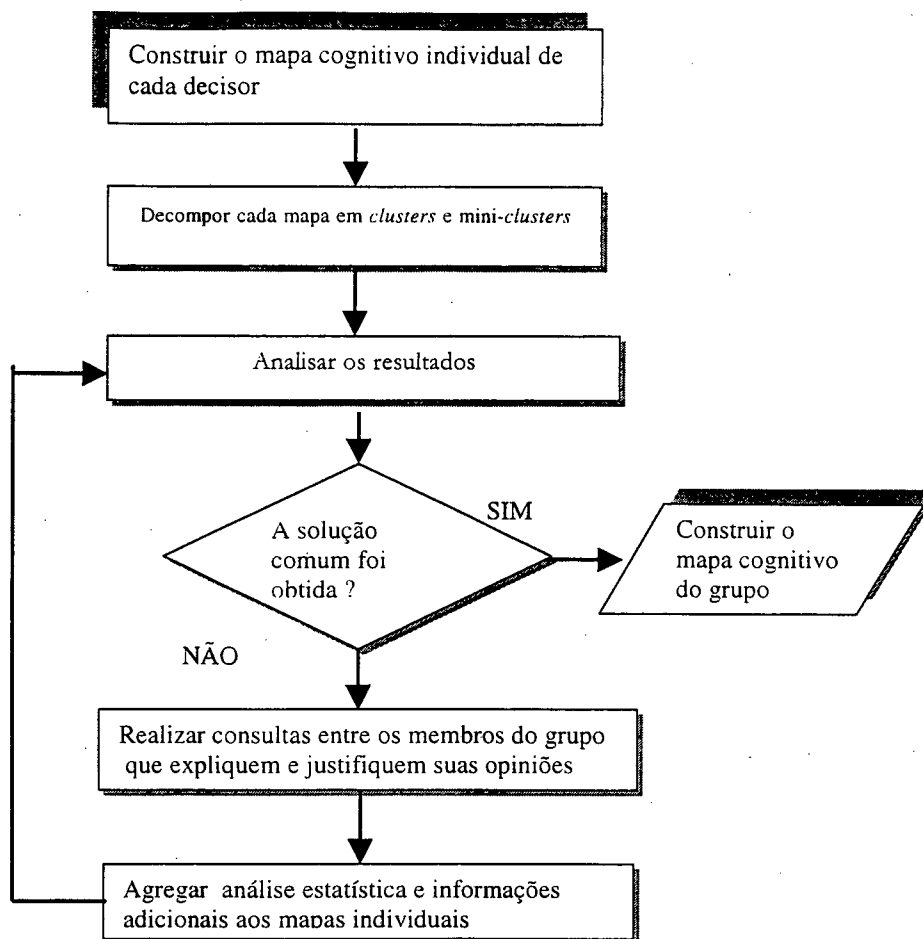 Construir o mapa cognitivo individual de
cada decisor
Decompor cada mapa em clusters e mini-clusters
Analisar os resultados
A solução
comum foi
obtida ?
SIM
Construir o
mapa cognitivo
do grupo
NÃO
Realizar consultas entre os membros do grupo
que expliquem e justifiquem suas opiniões
Agregar análise estatística e informações
adicionais aos mapas individuais